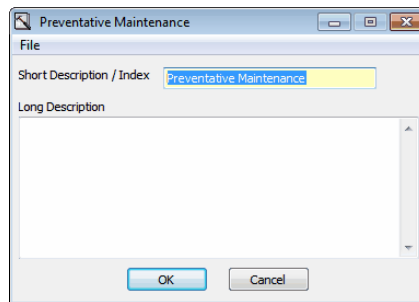 Preventative Maintenance
File
Short Description / Index Preventative Maintenance
Long Description
OK Cancel